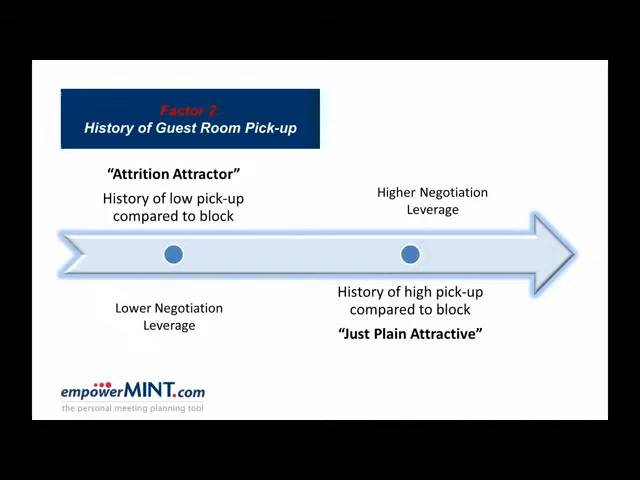 Factor 2:
History of Guest Room Pick-up
“Attrition Attractor”
History of low pick-up
compared to block
Higher Negotiation
Leverage
Lower Negotiation
Leverage
History of high pick-up
compared to block
“Just Plain Attractive”
empowerMINT.com
the personal meeting planning tool